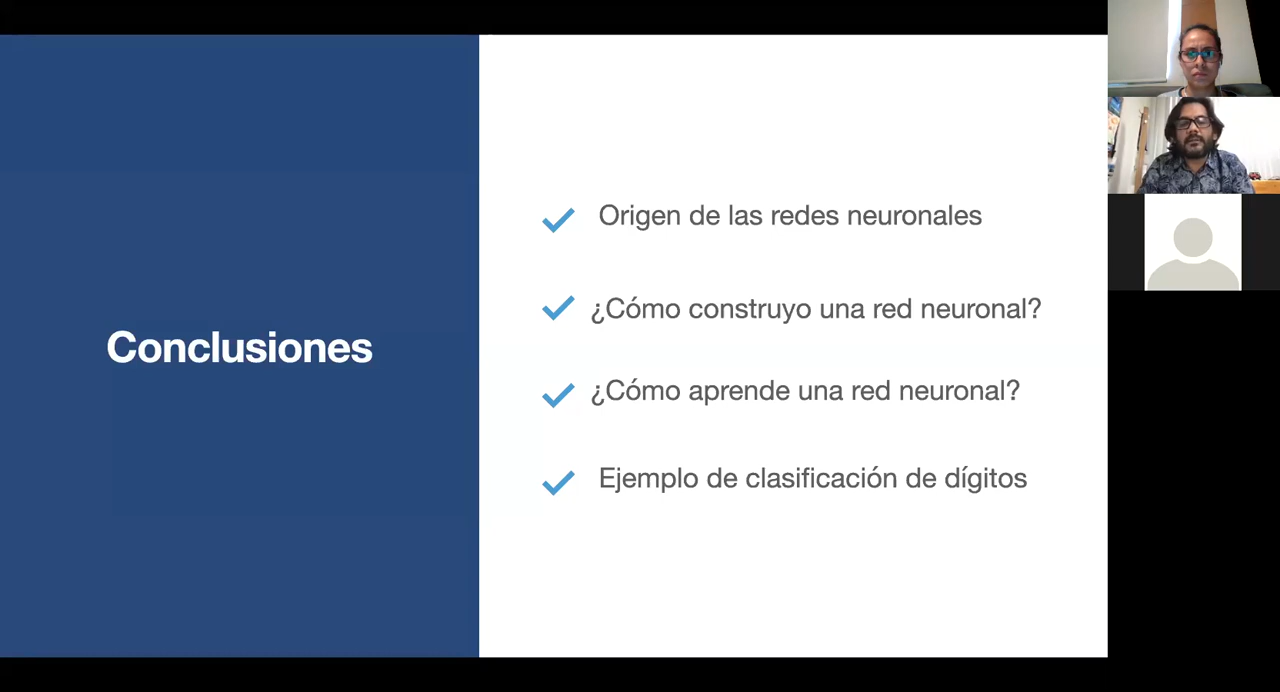 Conclusiones
Origen de las redes neuronales
¿Cómo construyo una red neuronal?
¿Cómo aprende una red neuronal?
Ejemplo de clasificación de dígitos